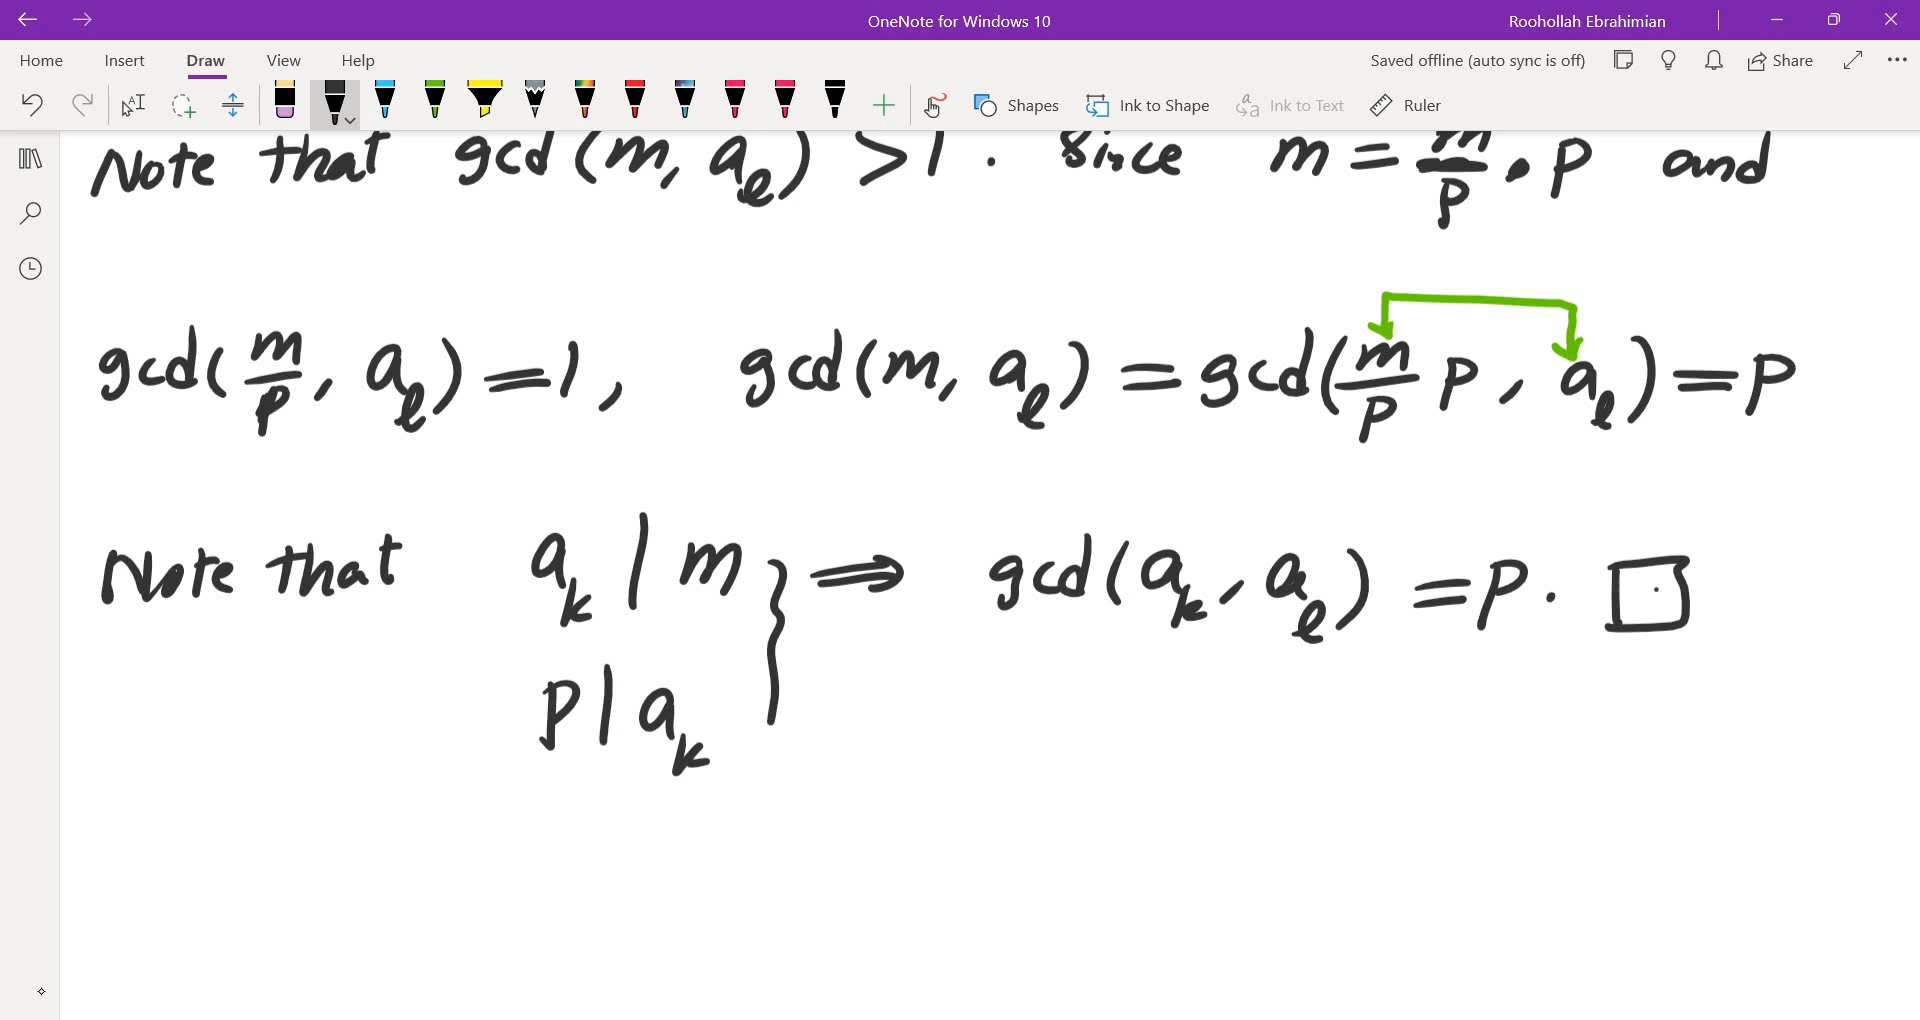 OneNote for Windows 10 Roohollah Ebrahimian
Home Insert Draw View Help Saved offline (auto sync is off) Share
Shapes Ink to Shape Ink to Text Ruler
Note that gcd(m, a_l) > 1. Since m = m/p · p and
gcd(m/p, a_l) = 1, gcd(m, a_l) = gcd(m/p p, a_l) = p
Note that a_k | m } ⟹ gcd(a_k, a_l) = p. □
p | a_k